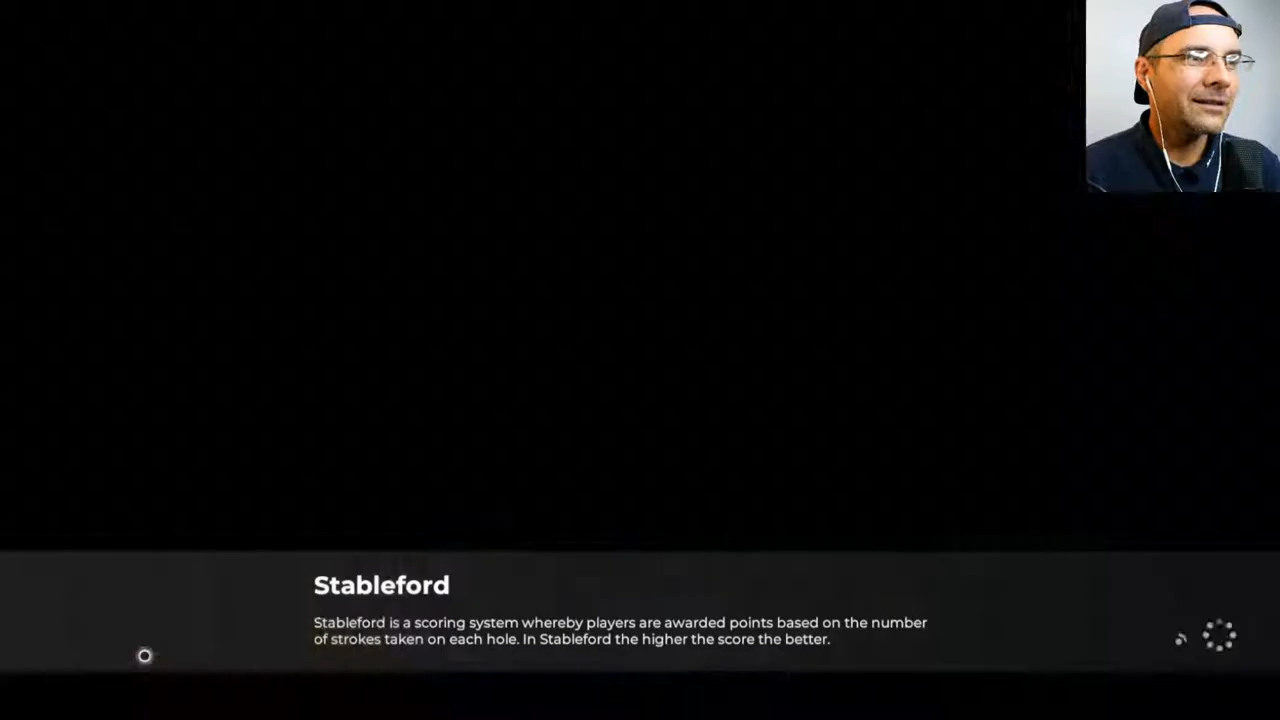 Stableford
Stableford is a scoring system whereby players are awarded points based on the number
of strokes taken on each hole. In Stableford the higher the score the better.